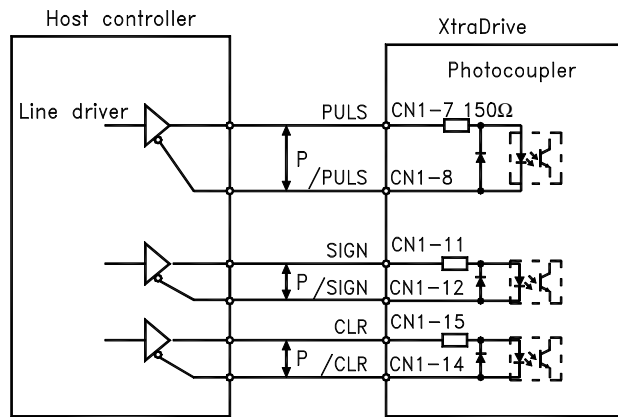 Host controller
XtraDrive
Photocoupler
Line driver
PULS
CN1-7 150Ω
P
/PULS
CN1-8
SIGN
CN1-11
P
/SIGN
CN1-12
CLR
CN1-15
P
/CLR
CN1-14